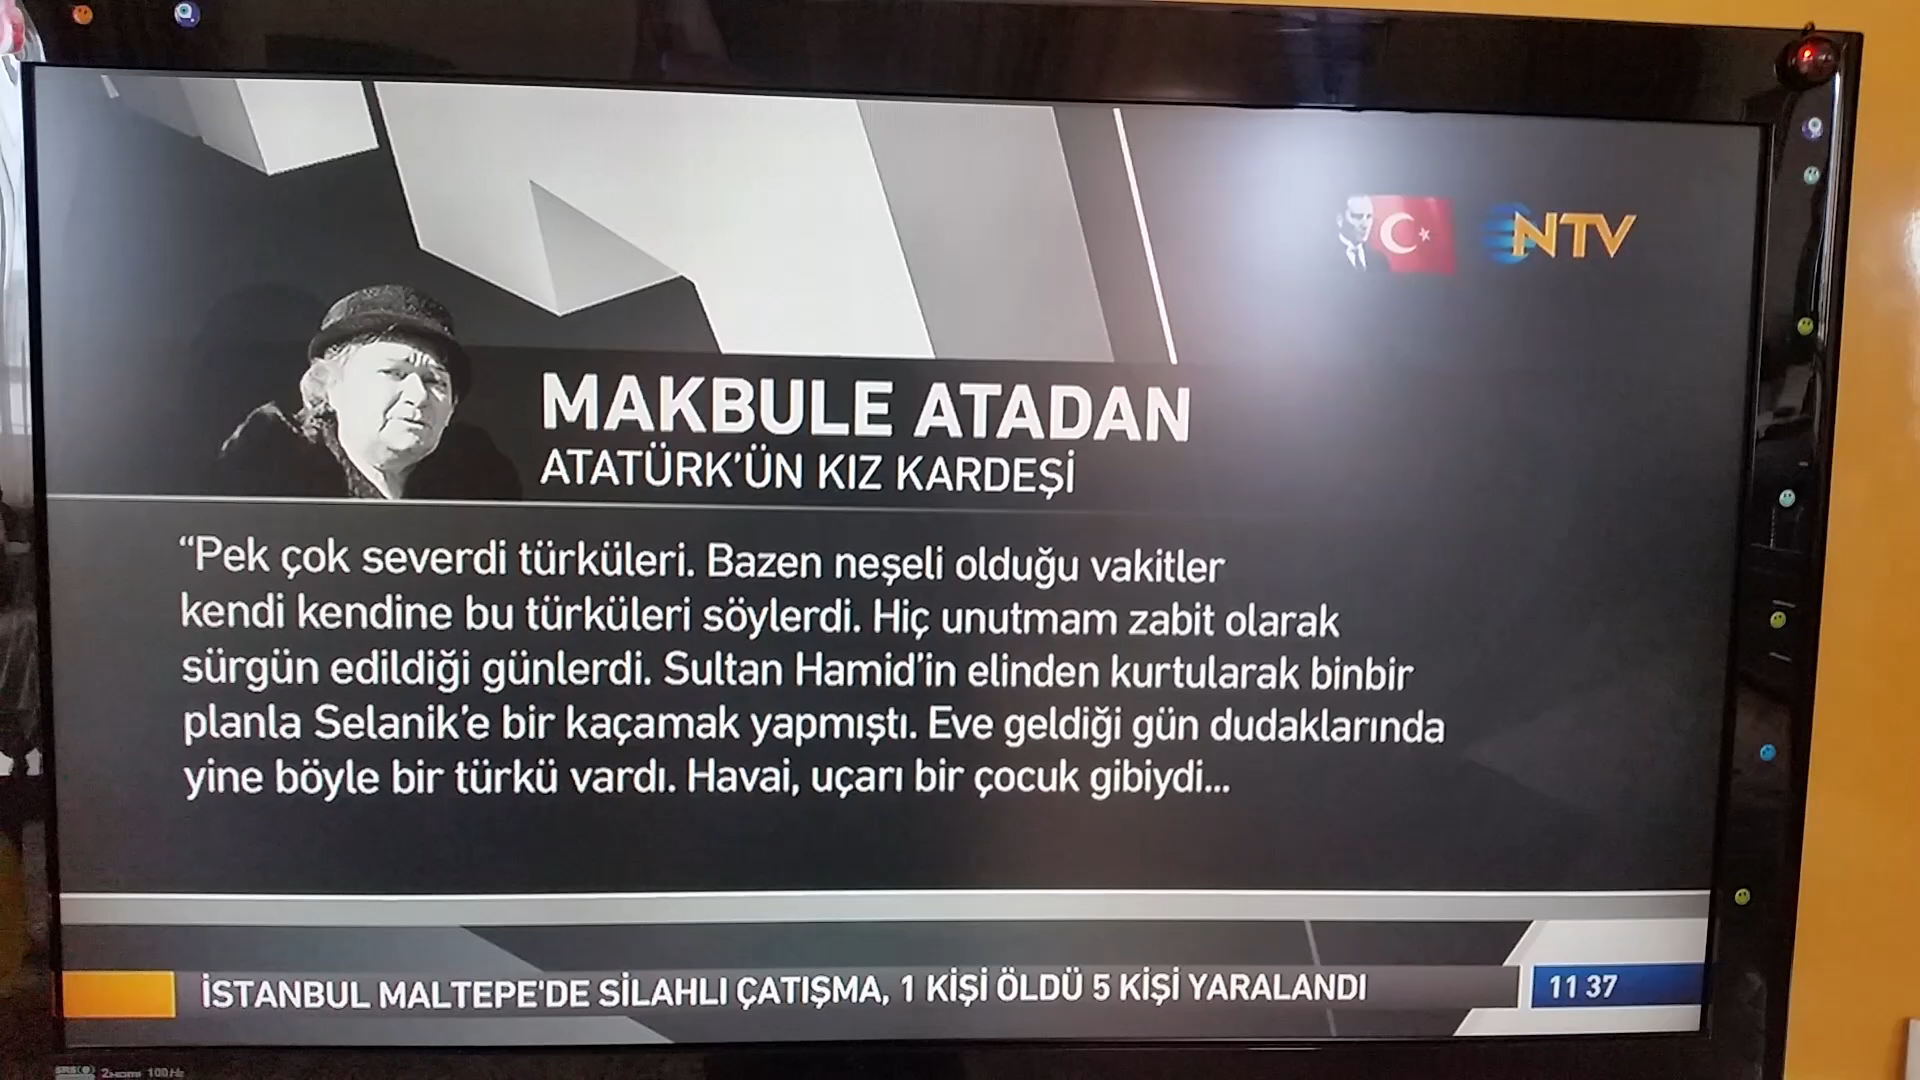 NTV
MAKBULE ATADAN
ATATÜRK'ÜN KIZ KARDEŞİ
“Pek çok severdi türküleri. Bazen neşeli olduğu vakitler
kendi kendine bu türküleri söylerdi. Hiç unutmam zabit olarak
sürgün edildiği günlerdi. Sultan Hamid'in elinden kurtularak binbir
planla Selanik'e bir kaçamak yapmıştı. Eve geldiği gün dudaklarında
yine böyle bir türkü vardı. Havai, uçarı bir çocuk gibiydi...
İSTANBUL MALTEPE'DE SİLAHLI ÇATIŞMA, 1 KİŞİ ÖLDÜ 5 KİŞİ YARALANDI
11 37
SRS 2HDMI 100Hz